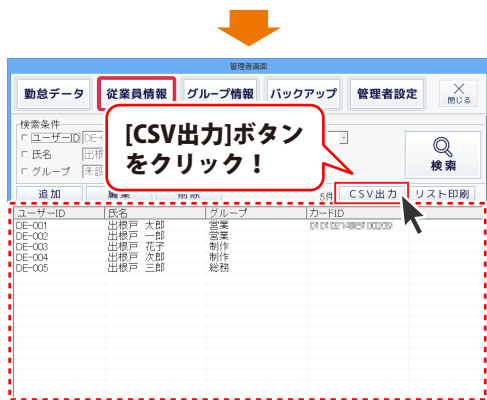 管理者画面
勤怠データ 従業員情報 グループ情報 バックアップ 管理者設定 閉じる
検索条件
ユーザーID DE-
氏名
グループ
検索
[CSV出力]ボタン
をクリック！
追加 編集 削除 5件 CSV出力 リスト印刷
ユーザーID 氏名 グループ カードID
DE-001 出根戸 太郎 営業
DE-002 出根戸 一郎 営業
DE-003 出根戸 花子 制作
DE-004 出根戸 次郎 制作
DE-005 出根戸 三郎 総務